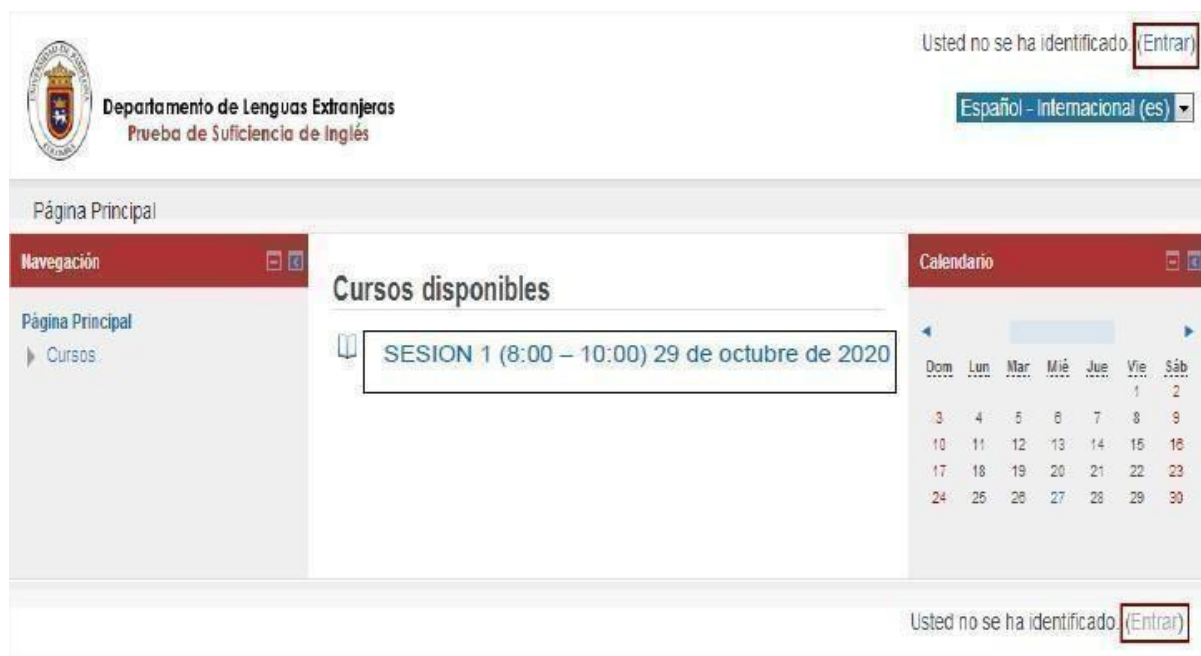 Usted no se ha identificado. (Entrar)
Departamento de Lenguas Extranjeras
Prueba de Suficiencia de Inglés
Español - Internacional (es)
Página Principal
Navegación
Página Principal
Cursos
Cursos disponibles
SESION 1 (8:00 – 10:00) 29 de octubre de 2020
Calendario
Dom Lun Mar Mié Jue Vie Sáb
1 2
3 4 5 6 7 8 9
10 11 12 13 14 15 16
17 18 19 20 21 22 23
24 25 26 27 28 29 30
Usted no se ha identificado. (Entrar)